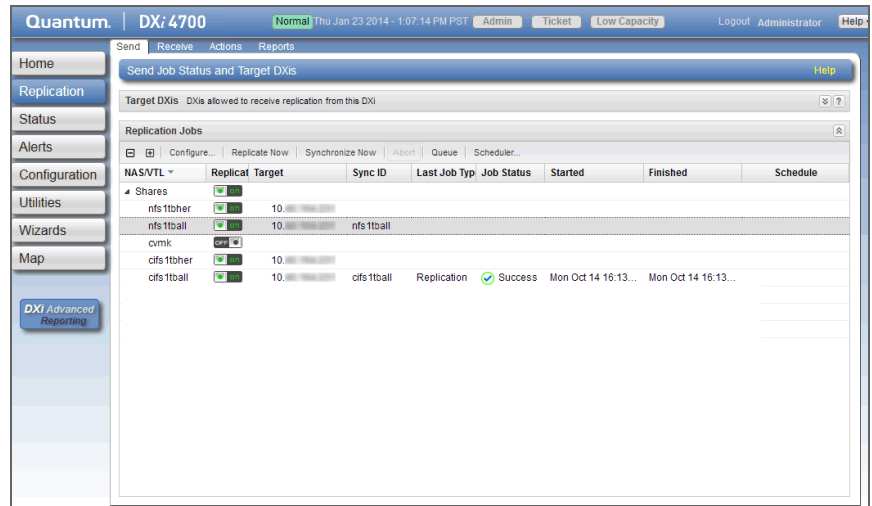 Quantum. DXi 4700 Normal Thu Jan 23 2014 - 1:07:14 PM PST Admin Ticket Low Capacity Logout Administrator Help
Send Receive Actions Reports
Home
Replication
Status
Alerts
Configuration
Utilities
Wizards
Map
DXi Advanced
Reporting
Send Job Status and Target DXis Help
Target DXis DXis allowed to receive replication from this DXi ?
Replication Jobs
Configure... Replicate Now Synchronize Now Abort Queue Scheduler...
NAS/VTL Replicat Target Sync ID Last Job Typ Job Status Started Finished Schedule
Shares on
nfs1tbher on 10.
nfs1tball on 10. nfs1tball
cvmk OFF
cifs1tbher on 10.
cifs1tball on 10. cifs1tball Replication Success Mon Oct 14 16:13... Mon Oct 14 16:13...